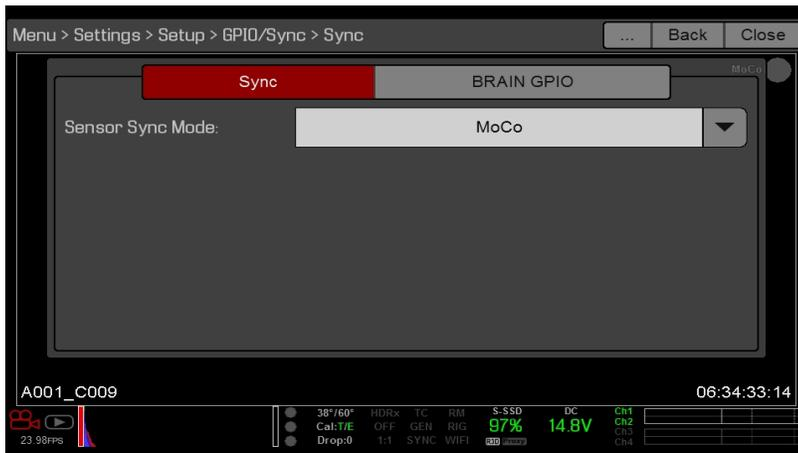 Menu > Settings > Setup > GPIO/Sync > Sync ... Back Close
MoCo
Sync BRAIN GPIO
Sensor Sync Mode: MoCo
A001_C009 06:34:33:14
38°/60° HDRx TC RM S-SSD DC Ch1
Cal:T/E OFF GEN RIG 97% 14.8V Ch2
23.98FPS Drop:0 1:1 SYNC WIFI R3D Proxy Ch3
Ch4